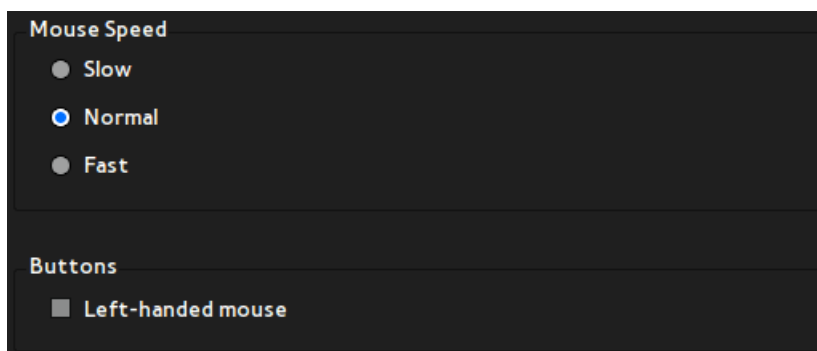 Mouse Speed
Slow
Normal
Fast
Buttons
Left-handed mouse